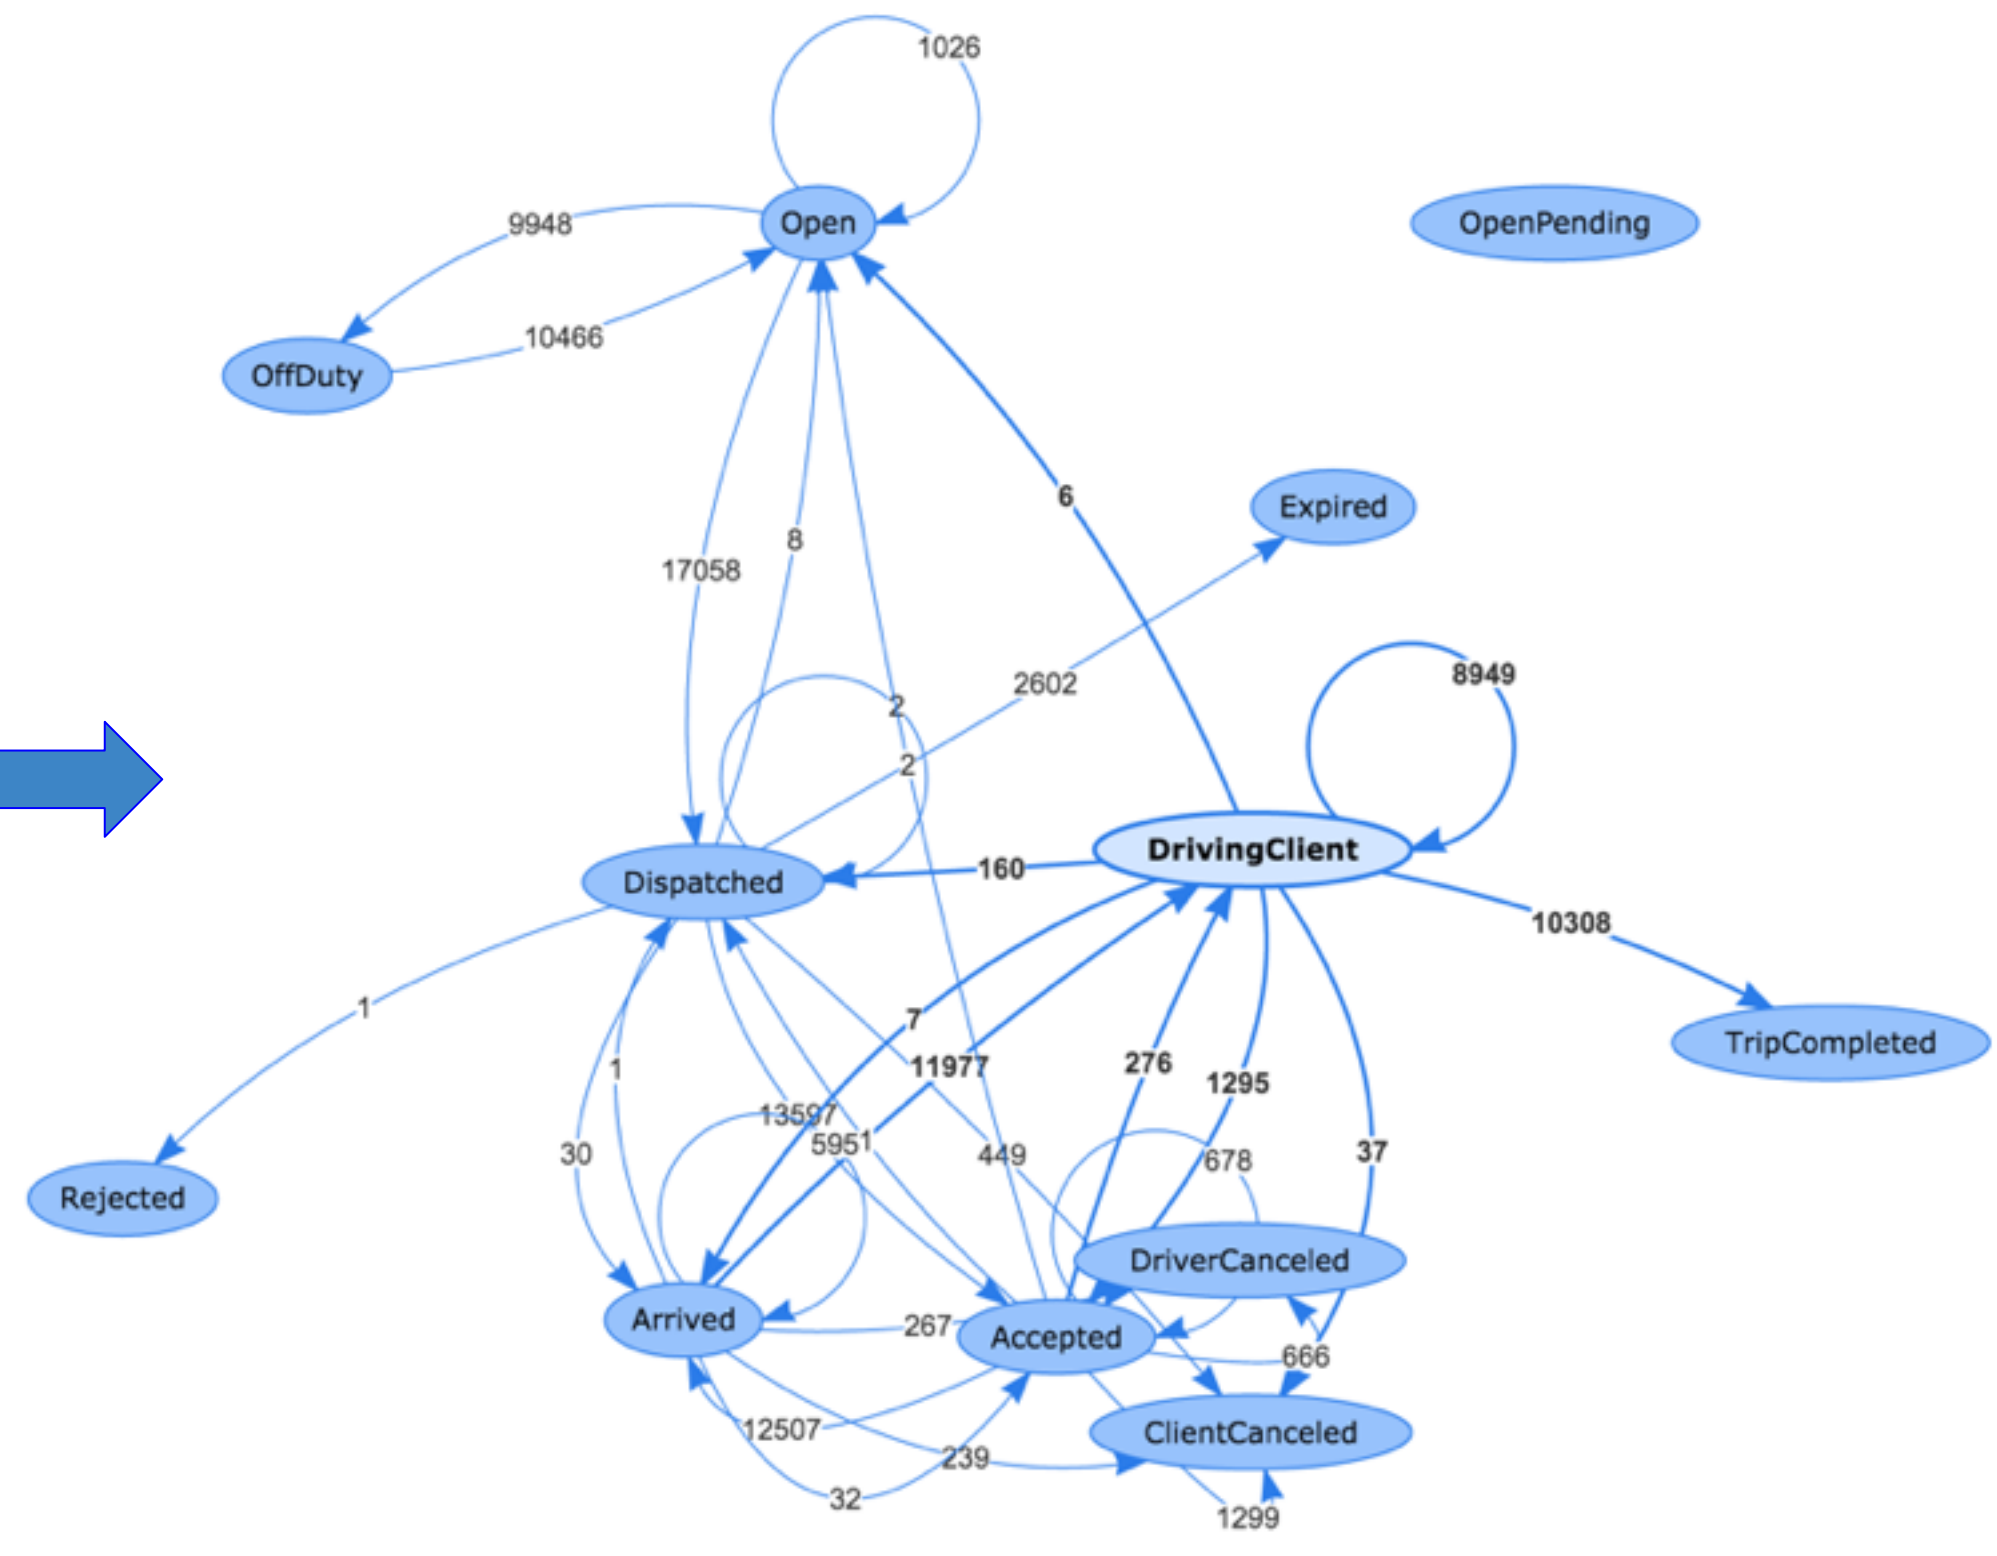 1026
Open
OpenPending
9948
10466
OffDuty
6
Expired
8
17058
2602
8949
2
2
DrivingClient
160
Dispatched
10308
1
7
TripCompleted
11977
276
1
1295
13597
5951
30
449
37
678
Rejected
DriverCanceled
Arrived
267
Accepted
666
12507
ClientCanceled
239
32
1299